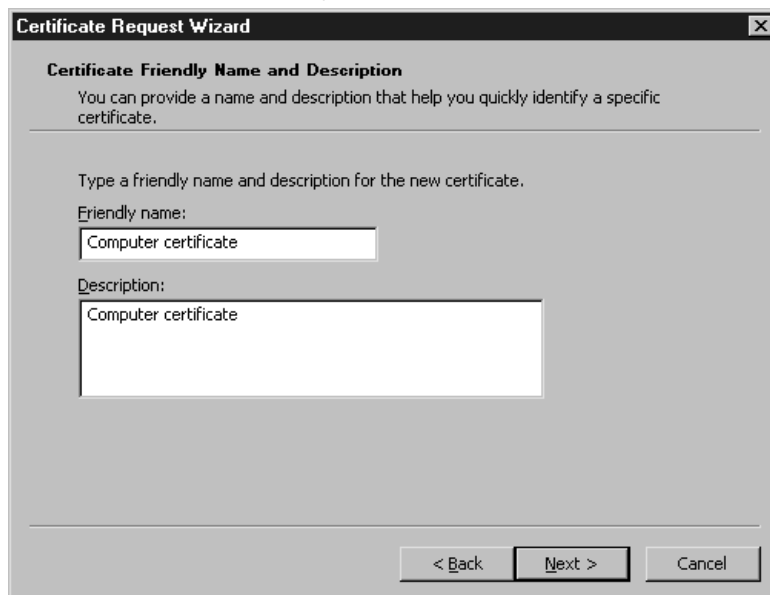 Certificate Request Wizard
Certificate Friendly Name and Description
You can provide a name and description that help you quickly identify a specific
certificate.
Type a friendly name and description for the new certificate.
Friendly name:
Computer certificate
Description:
Computer certificate
< Back
Next >
Cancel